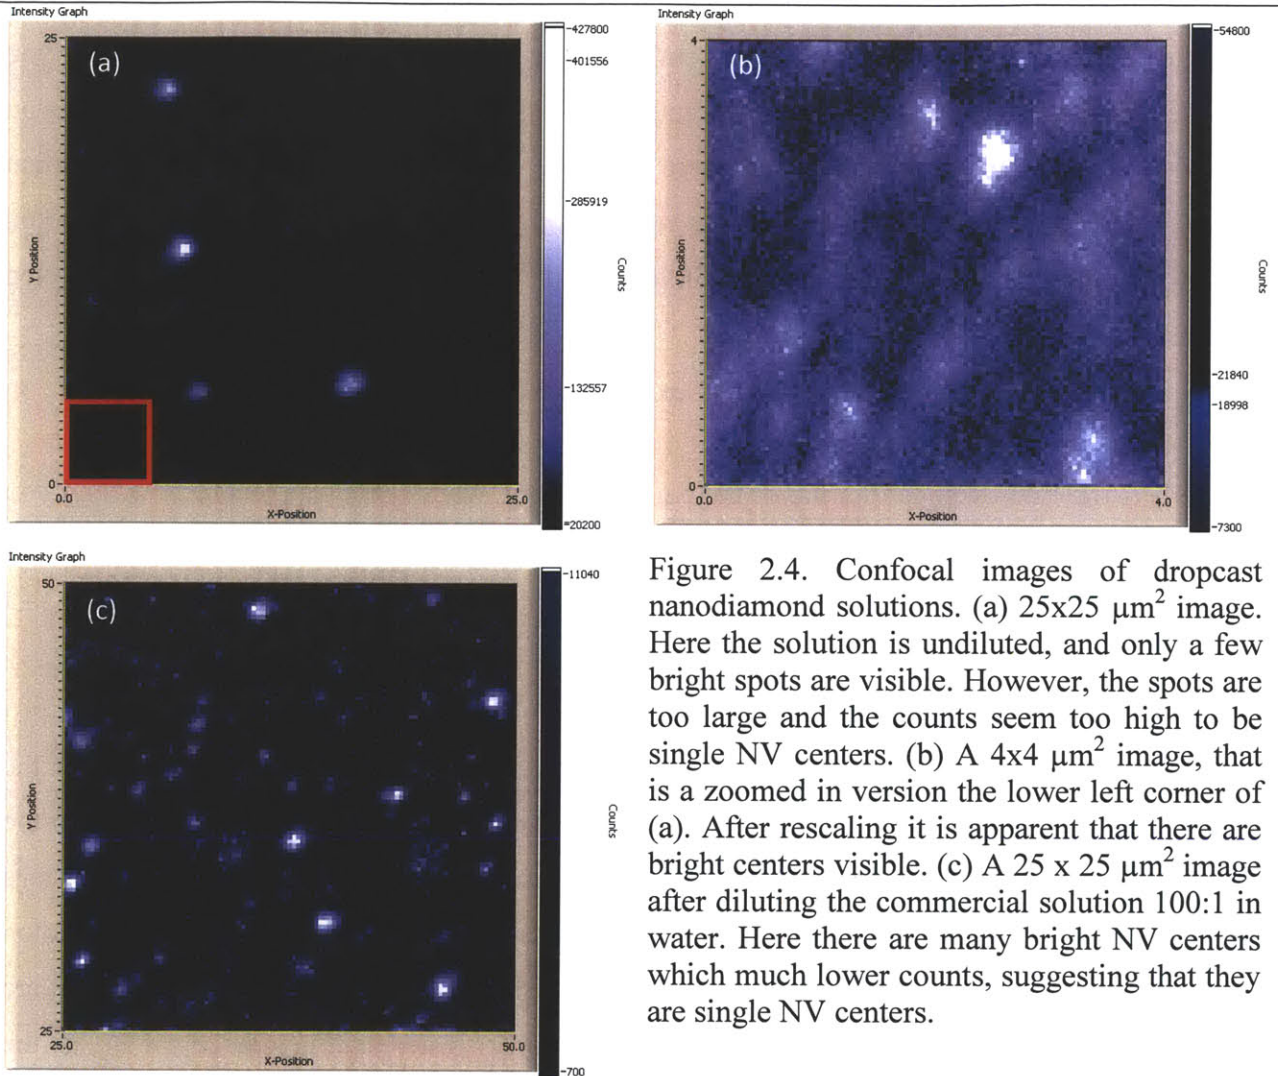 Intensity Graph
(a)
25-
Y Position
0-
0.0
25.0
X-Position
-427800
-401556
-285919
-132557
-20200
Counts
Intensity Graph
(b)
4-
Y Position
0-
0.0
4.0
X-Position
-54800
-21840
-18998
-7300
Counts
Intensity Graph
(c)
50-
Y Position
25-
25.0
50.0
X-Position
-11040
-700
Counts
Figure 2.4. Confocal images of dropcast
nanodiamond solutions. (a) 25x25 μm² image.
Here the solution is undiluted, and only a few
bright spots are visible. However, the spots are
too large and the counts seem too high to be
single NV centers. (b) A 4x4 μm² image, that
is a zoomed in version the lower left corner of
(a). After rescaling it is apparent that there are
bright centers visible. (c) A 25 x 25 μm² image
after diluting the commercial solution 100:1 in
water. Here there are many bright NV centers
which much lower counts, suggesting that they
are single NV centers.